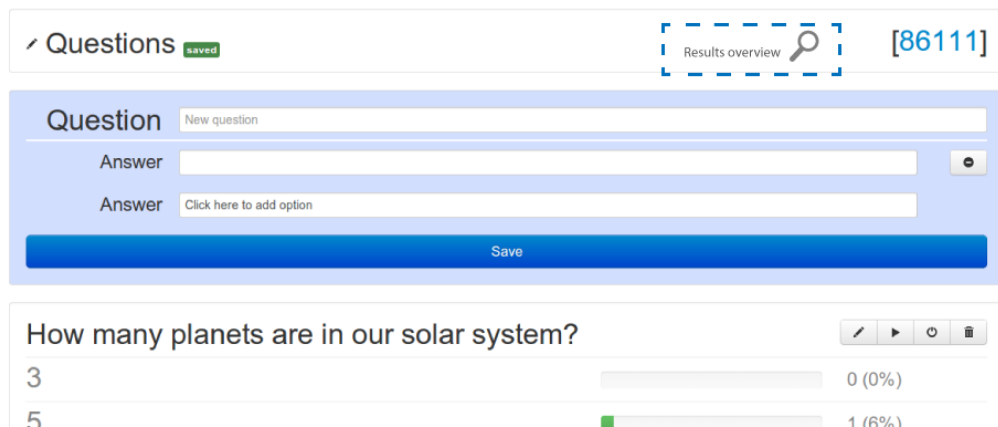 Questions saved Results overview [86111]
Question New question
Answer
Answer Click here to add option
Save
How many planets are in our solar system?
3 0 (0%)
5 1 (6%)